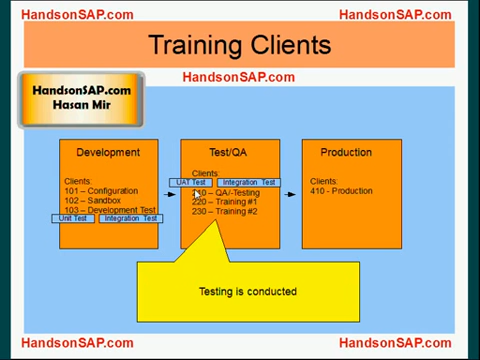 HandsonSAP.com
HandsonSAP.com
Training Clients
HandsonSAP.com
HandsonSAP.com
Hasan Mir
Development
Clients:
101 – Configuration
102 – Sandbox
103 – Development Test
Unit Test
Integration Test
Test/QA
Clients:
UAT Test
Integration Test
QA/-Testing
220 – Training #1
230 – Training #2
Production
Clients:
410 - Production
Testing is conducted
HandsonSAP.com
HandsonSAP.com